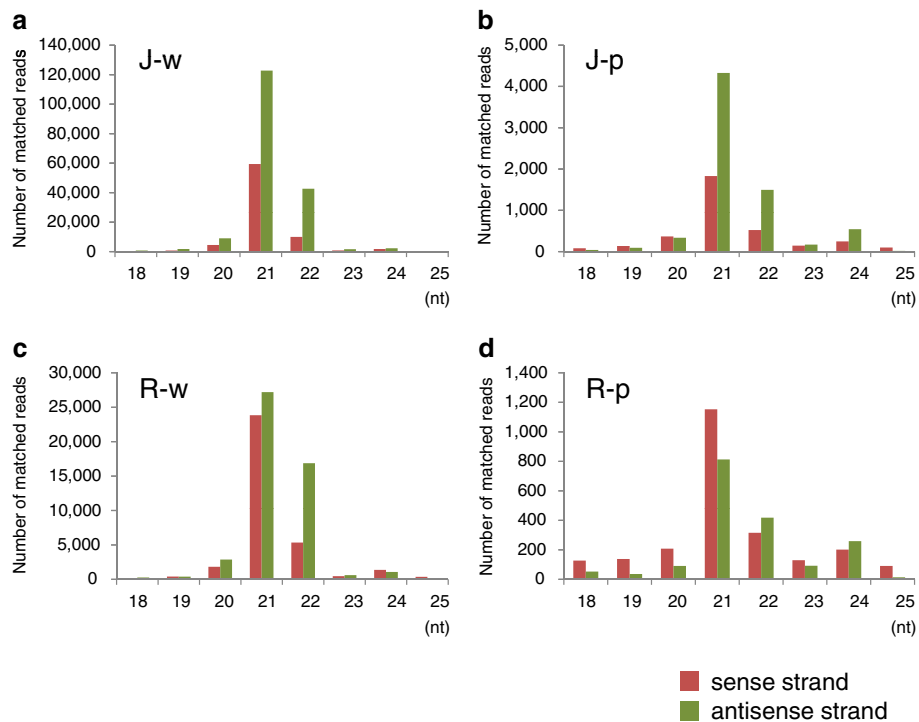 a
J-w
Number of matched reads
140,000
120,000
100,000
80,000
60,000
40,000
20,000
0
18 19 20 21 22 23 24 25
(nt)
b
J-p
Number of matched reads
5,000
4,000
3,000
2,000
1,000
0
18 19 20 21 22 23 24 25
(nt)
c
R-w
Number of matched reads
30,000
25,000
20,000
15,000
10,000
5,000
0
18 19 20 21 22 23 24 25
(nt)
d
R-p
Number of matched reads
1,400
1,200
1,000
800
600
400
200
0
18 19 20 21 22 23 24 25
(nt)
sense strand
antisense strand